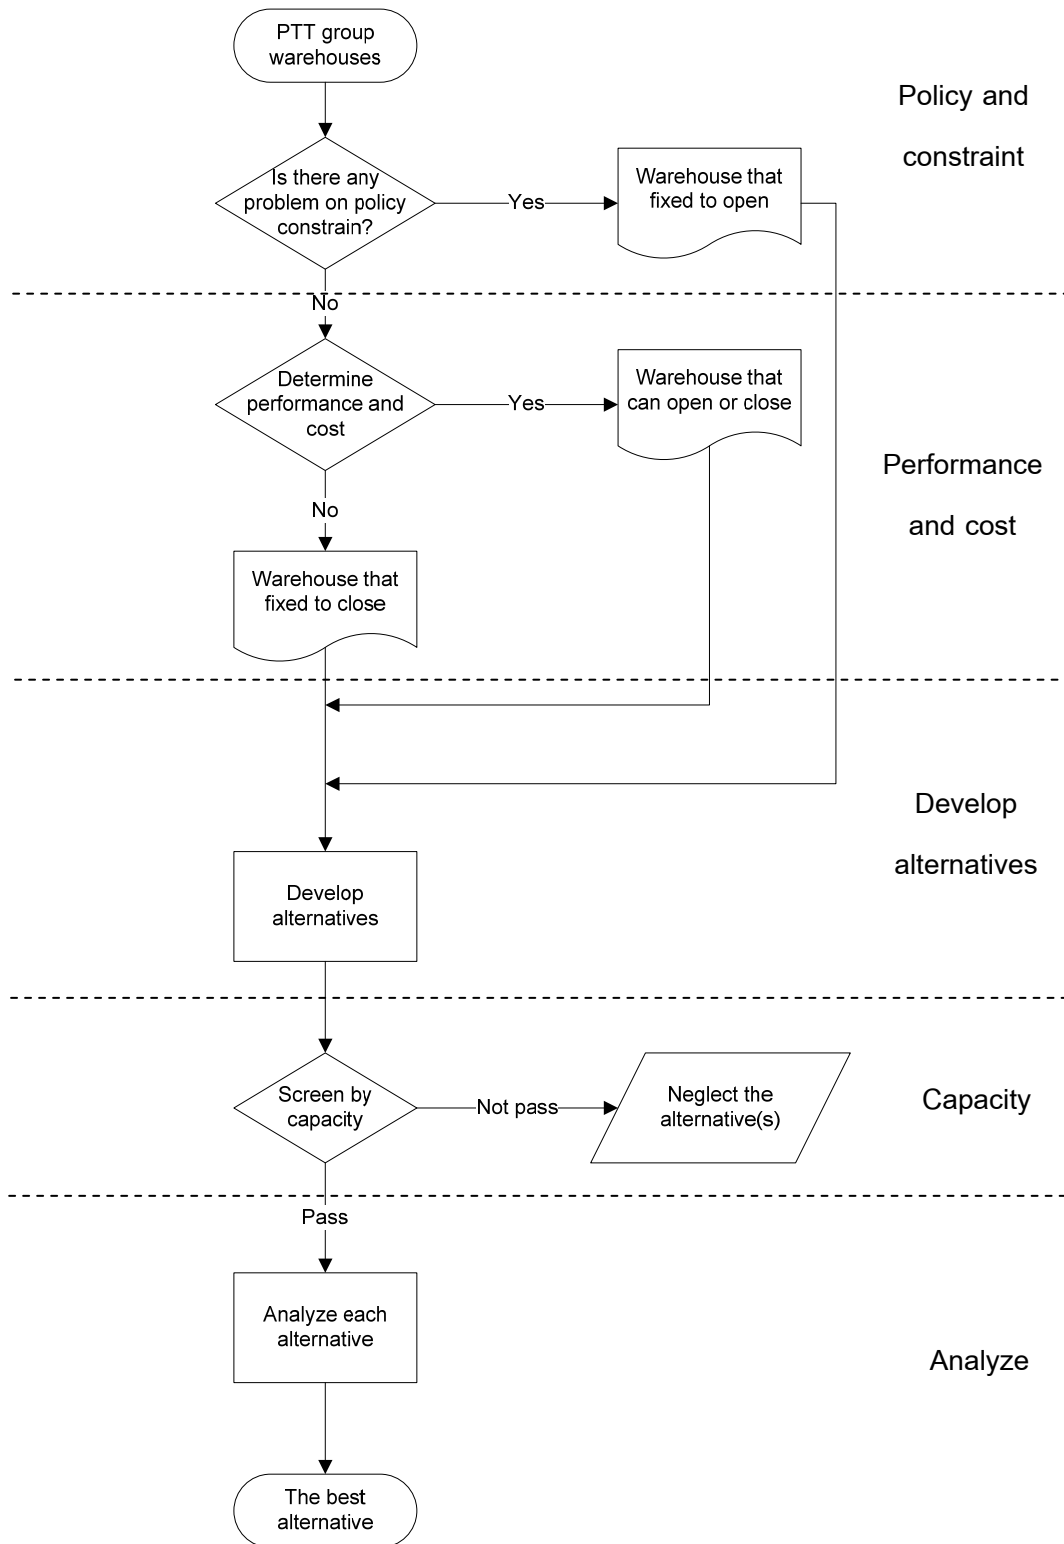 PTT group
warehouses
Policy and
constraint
Is there any
problem on policy
constrain?
Yes
Warehouse that
fixed to open
No
Determine
performance and
cost
Yes
Warehouse that
can open or close
Performance
and cost
No
Warehouse that
fixed to close
Develop
alternatives
Develop
alternatives
Screen by
capacity
Not pass
Neglect the
alternative(s)
Capacity
Pass
Analyze each
alternative
Analyze
The best
alternative